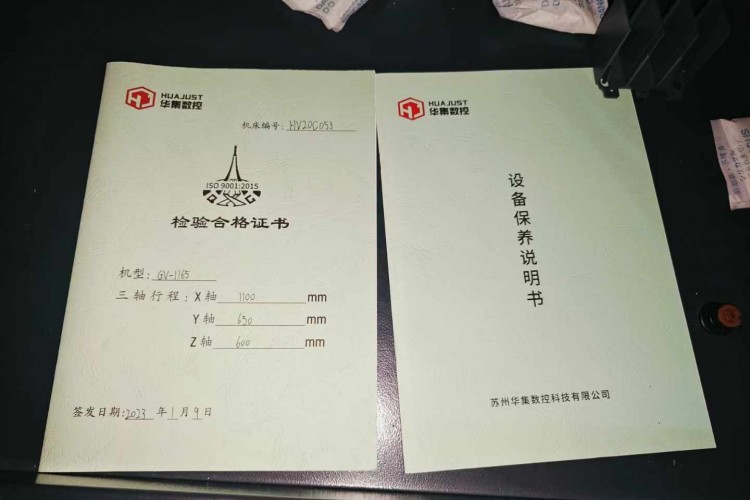 HUAJUST
华集数控
机床编号: HV20C053
ISO 9001:2015
检验合格证书
机型: GV-1165
三轴行程: X轴 1100 mm
Y轴 650 mm
Z轴 600 mm
签发日期: 2023 年 1 月 9 日
HUAJUST
华集数控
设备保养说明书
苏州华集数控科技有限公司